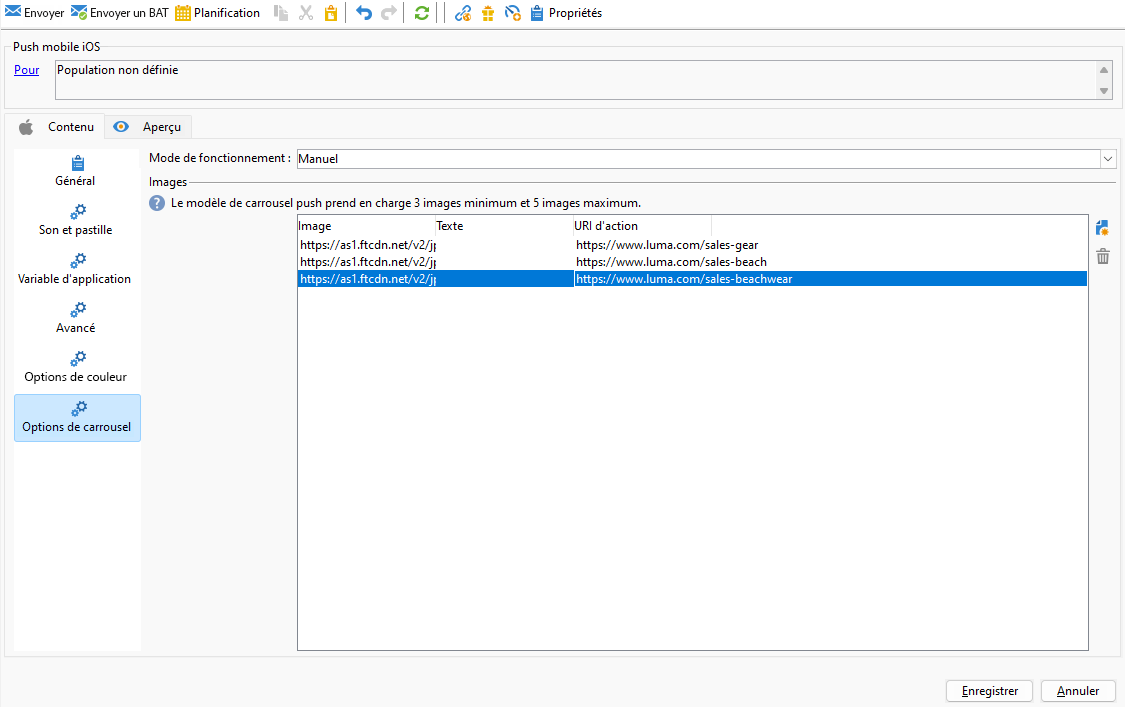 Envoyer Envoyer un BAT Planification Propriétés
Push mobile iOS
Pour Population non définie
Contenu Aperçu
Mode de fonctionnement : Manuel
Images
Le modèle de carrousel push prend en charge 3 images minimum et 5 images maximum.
Image Texte URI d'action
https://as1.ftcdn.net/v2/jp https://www.luma.com/sales-gear
https://as1.ftcdn.net/v2/jp https://www.luma.com/sales-beach
https://as1.ftcdn.net/v2/jp https://www.luma.com/sales-beachwear
Général
Son et pastille
Variable d'application
Avancé
Options de couleur
Options de carrousel
Enregistrer Annuler